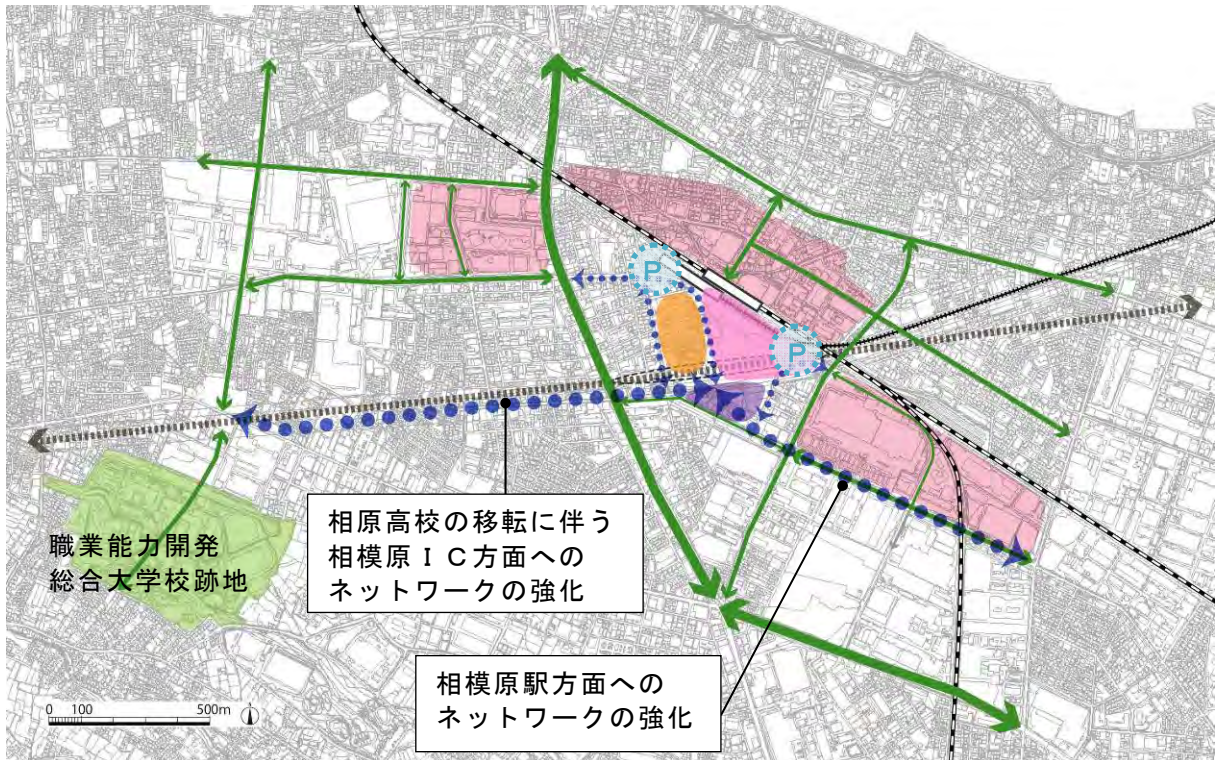 P
P
相原高校の移転に伴う
相模原ＩＣ方面への
ネットワークの強化
職業能力開発
総合大学校跡地
相模原駅方面への
ネットワークの強化
0 100 500m